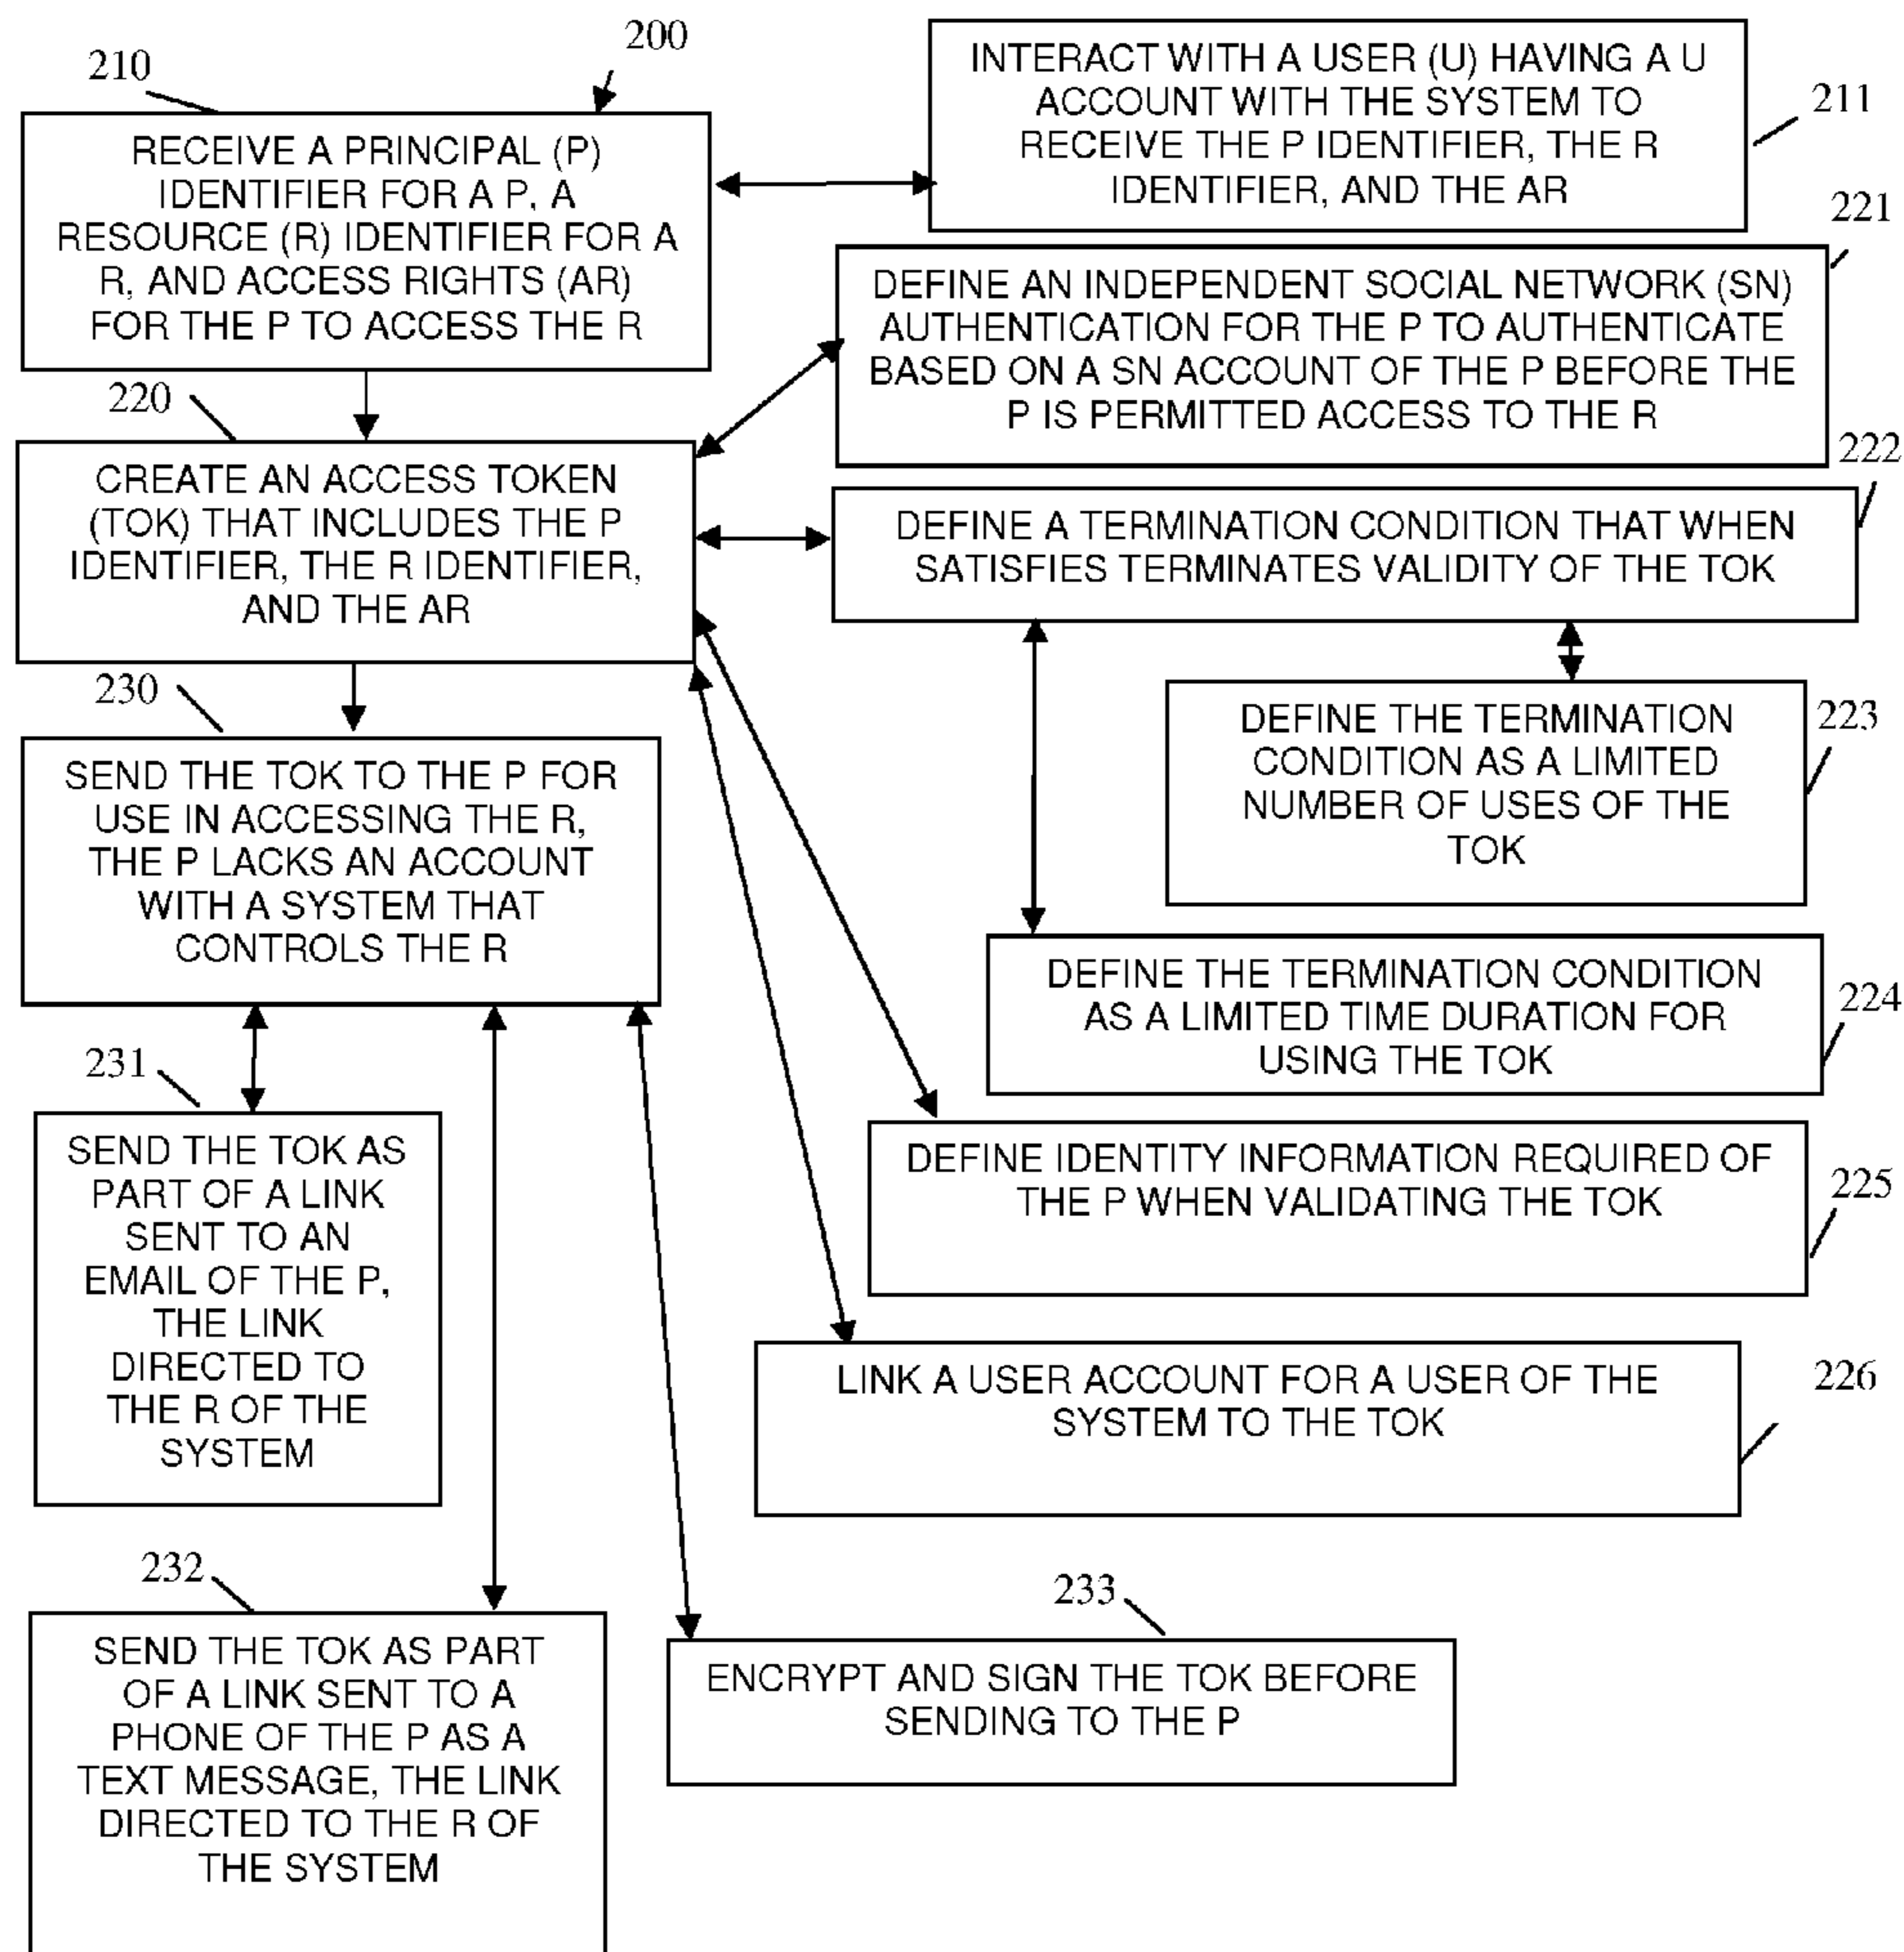 200
210
RECEIVE A PRINCIPAL (P)
IDENTIFIER FOR A P, A
RESOURCE (R) IDENTIFIER FOR A
R, AND ACCESS RIGHTS (AR)
FOR THE P TO ACCESS THE R
INTERACT WITH A USER (U) HAVING A U
ACCOUNT WITH THE SYSTEM TO
RECEIVE THE P IDENTIFIER, THE R
IDENTIFIER, AND THE AR
211
221
DEFINE AN INDEPENDENT SOCIAL NETWORK (SN)
AUTHENTICATION FOR THE P TO AUTHENTICATE
BASED ON A SN ACCOUNT OF THE P BEFORE THE
P IS PERMITTED ACCESS TO THE R
220
CREATE AN ACCESS TOKEN
(TOK) THAT INCLUDES THE P
IDENTIFIER, THE R IDENTIFIER,
AND THE AR
222
DEFINE A TERMINATION CONDITION THAT WHEN
SATISFIES TERMINATES VALIDITY OF THE TOK
223
DEFINE THE TERMINATION
CONDITION AS A LIMITED
NUMBER OF USES OF THE
TOK
230
SEND THE TOK TO THE P FOR
USE IN ACCESSING THE R,
THE P LACKS AN ACCOUNT
WITH A SYSTEM THAT
CONTROLS THE R
224
DEFINE THE TERMINATION CONDITION
AS A LIMITED TIME DURATION FOR
USING THE TOK
225
DEFINE IDENTITY INFORMATION REQUIRED OF
THE P WHEN VALIDATING THE TOK
226
LINK A USER ACCOUNT FOR A USER OF THE
SYSTEM TO THE TOK
231
SEND THE TOK AS
PART OF A LINK
SENT TO AN
EMAIL OF THE P,
THE LINK
DIRECTED TO
THE R OF THE
SYSTEM
232
SEND THE TOK AS PART
OF A LINK SENT TO A
PHONE OF THE P AS A
TEXT MESSAGE, THE LINK
DIRECTED TO THE R OF
THE SYSTEM
233
ENCRYPT AND SIGN THE TOK BEFORE
SENDING TO THE P